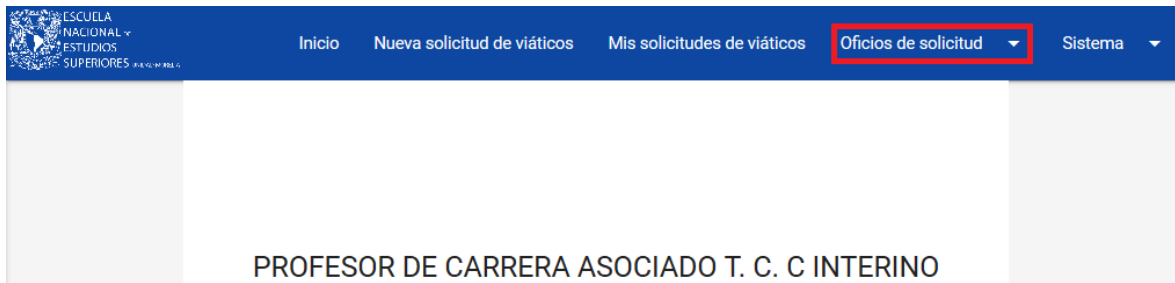 ESCUELA
NACIONAL
ESTUDIOS
SUPERIORES
Inicio Nueva solicitud de viáticos Mis solicitudes de viáticos Oficios de solicitud Sistema
PROFESOR DE CARRERA ASOCIADO T. C. C INTERINO